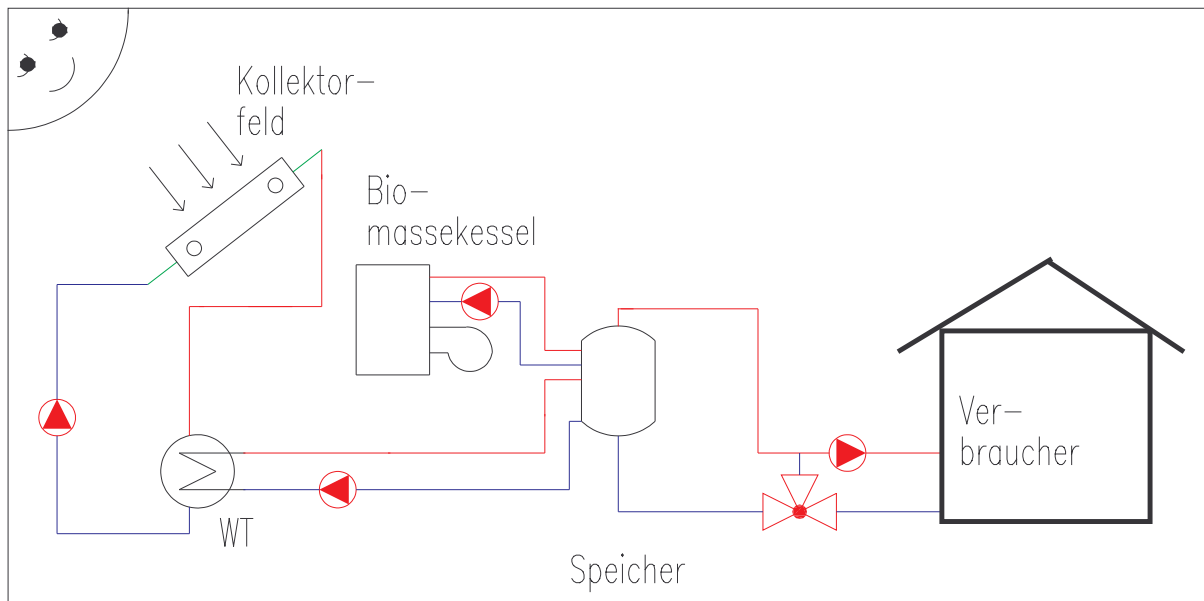 Kollektor-
feld
Bio-
massekessel
Ver-
braucher
WT
Speicher